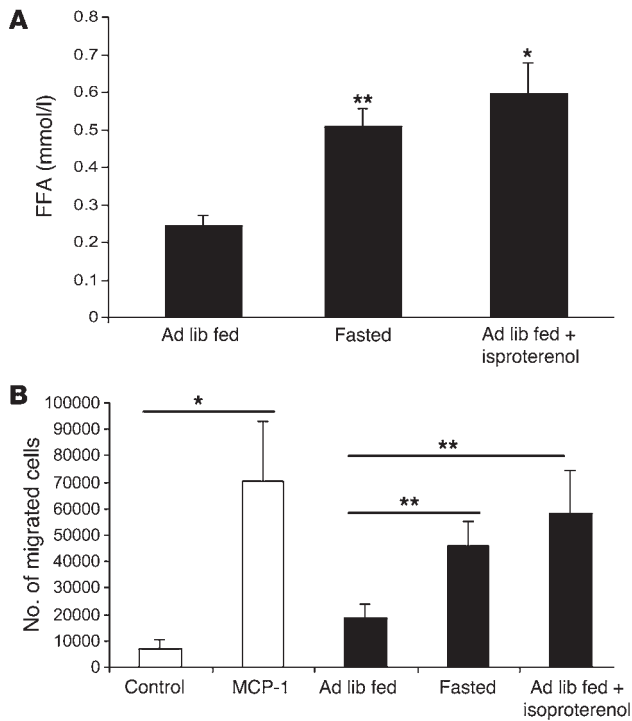 A
FFA (mmol/l)
0.8
0.7
0.6
0.5
0.4
0.3
0.2
0.1
0
**
*
Ad lib fed
Fasted
Ad lib fed +
isoproterenol
B
No. of migrated cells
100000
90000
80000
70000
60000
50000
40000
30000
20000
10000
0
*
**
**
Control
MCP-1
Ad lib fed
Fasted
Ad lib fed +
isoproterenol